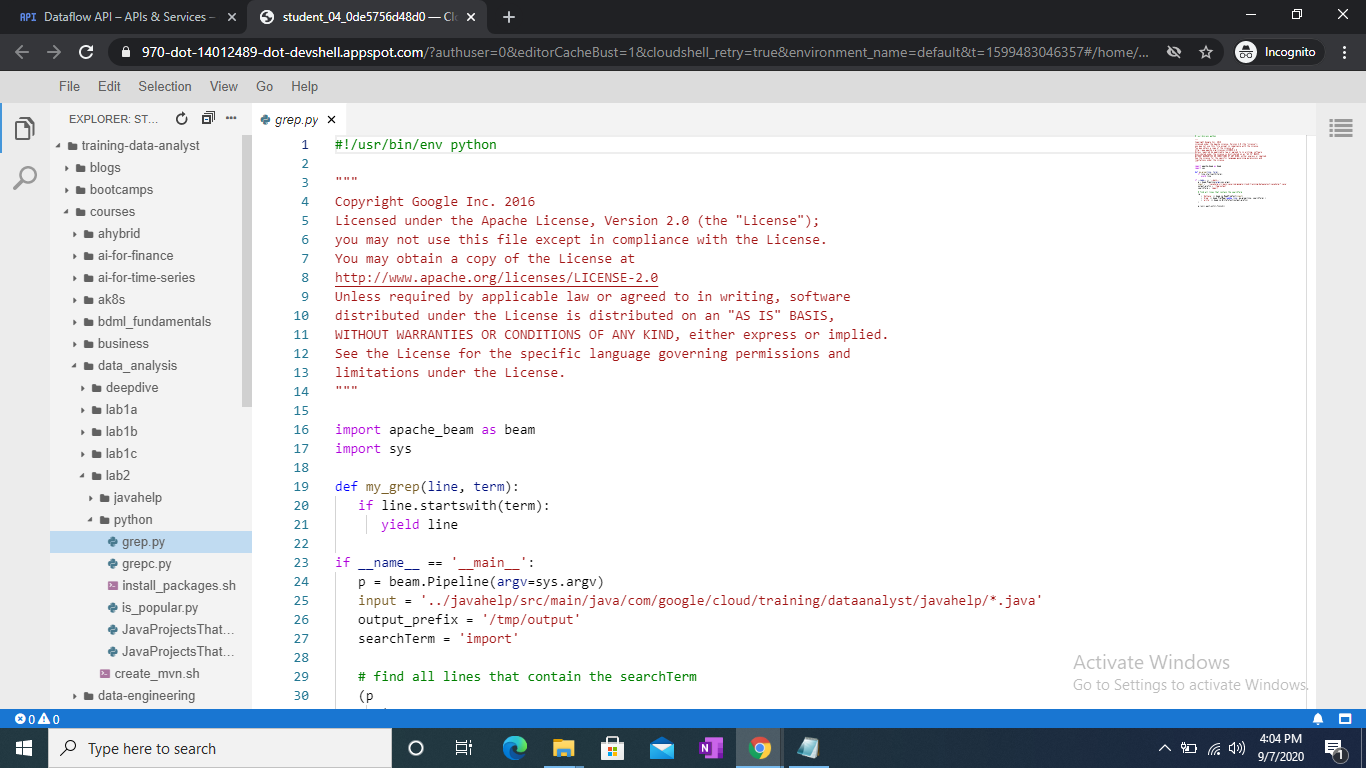 API Dataflow API – APIs & Services –
student_04_0de5756d48d0 — Clo
970-dot-14012489-dot-devshell.appspot.com/?authuser=0&editorCacheBust=1&cloudshell_retry=true&environment_name=default&t=1599483046357#/home/...
Incognito
File Edit Selection View Go Help
EXPLORER: ST...
training-data-analyst
blogs
bootcamps
courses
ahybrid
ai-for-finance
ai-for-time-series
ak8s
bdml_fundamentals
business
data_analysis
deepdive
lab1a
lab1b
lab1c
lab2
javahelp
python
grep.py
grepc.py
install_packages.sh
is_popular.py
JavaProjectsThat...
JavaProjectsThat...
create_mvn.sh
data-engineering
grep.py
1 #!/usr/bin/env python
2
3 """
4 Copyright Google Inc. 2016
5 Licensed under the Apache License, Version 2.0 (the "License");
6 you may not use this file except in compliance with the License.
7 You may obtain a copy of the License at
8 http://www.apache.org/licenses/LICENSE-2.0
9 Unless required by applicable law or agreed to in writing, software
10 distributed under the License is distributed on an "AS IS" BASIS,
11 WITHOUT WARRANTIES OR CONDITIONS OF ANY KIND, either express or implied.
12 See the License for the specific language governing permissions and
13 limitations under the License.
14 """
15
16 import apache_beam as beam
17 import sys
18
19 def my_grep(line, term):
20 if line.startswith(term):
21 yield line
22
23 if __name__ == '__main__':
24 p = beam.Pipeline(argv=sys.argv)
25 input = '../javahelp/src/main/java/com/google/cloud/training/dataanalyst/javahelp/*.java'
26 output_prefix = '/tmp/output'
27 searchTerm = 'import'
28
29 # find all lines that contain the searchTerm
30 (p
Activate Windows
Go to Settings to activate Windows.
0 0
Type here to search
4:04 PM
9/7/2020
1